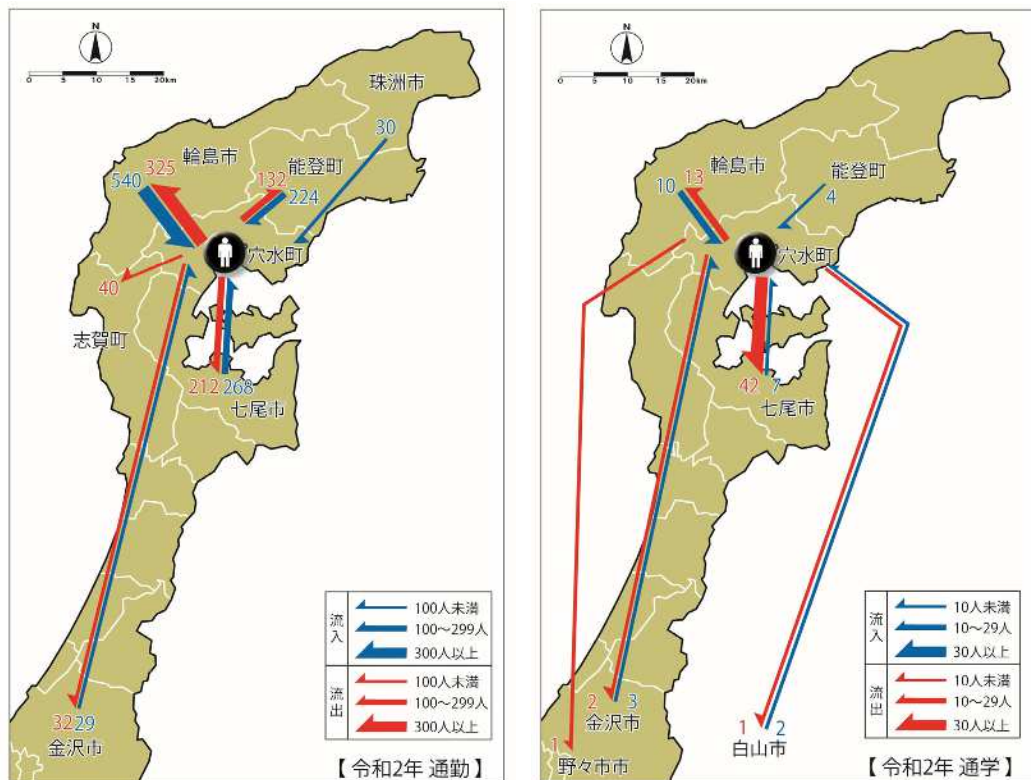 N
0 5 10 15 20km
珠洲市
30
輪島市
能登町
325
540
132
224
穴水町
40
志賀町
212 268
七尾市
32 29
金沢市
流入
100人未満
100~299人
300人以上
流出
100人未満
100~299人
300人以上
【 令和2年 通勤 】
N
0 5 10 15 20km
輪島市
能登町
13
10
4
穴水町
42 7
七尾市
2 3
金沢市
1 2
白山市
1
野々市市
流入
10人未満
10~29人
30人以上
流出
10人未満
10~29人
30人以上
【 令和2年 通学 】